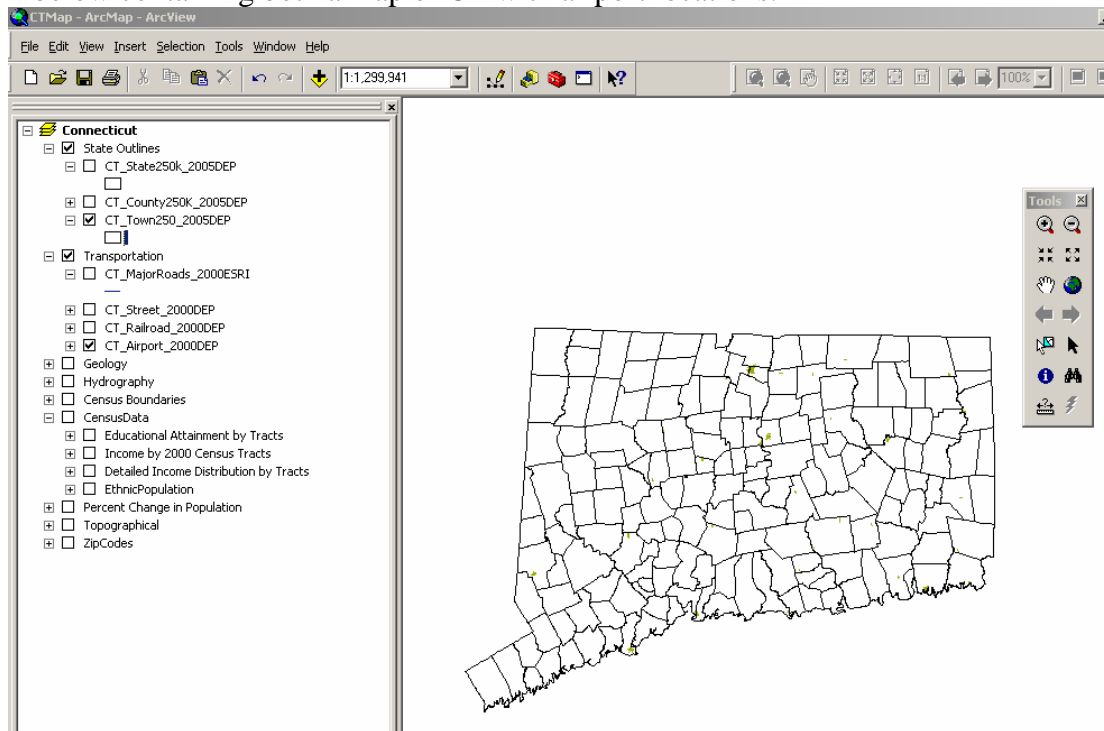 CTMap - ArcMap - ArcView
File Edit View Insert Selection Tools Window Help
1:1,299,941
100%
Connecticut
State Outlines
CT_State250k_2005DEP
CT_County250K_2005DEP
CT_Town250_2005DEP
Transportation
CT_MajorRoads_2000ESRI
CT_Street_2000DEP
CT_Railroad_2000DEP
CT_Airport_2000DEP
Geology
Hydrography
Census Boundaries
CensusData
Educational Attainment by Tracts
Income by 2000 Census Tracts
Detailed Income Distribution by Tracts
EthnicPopulation
Percent Change in Population
Topographical
ZipCodes
Tools